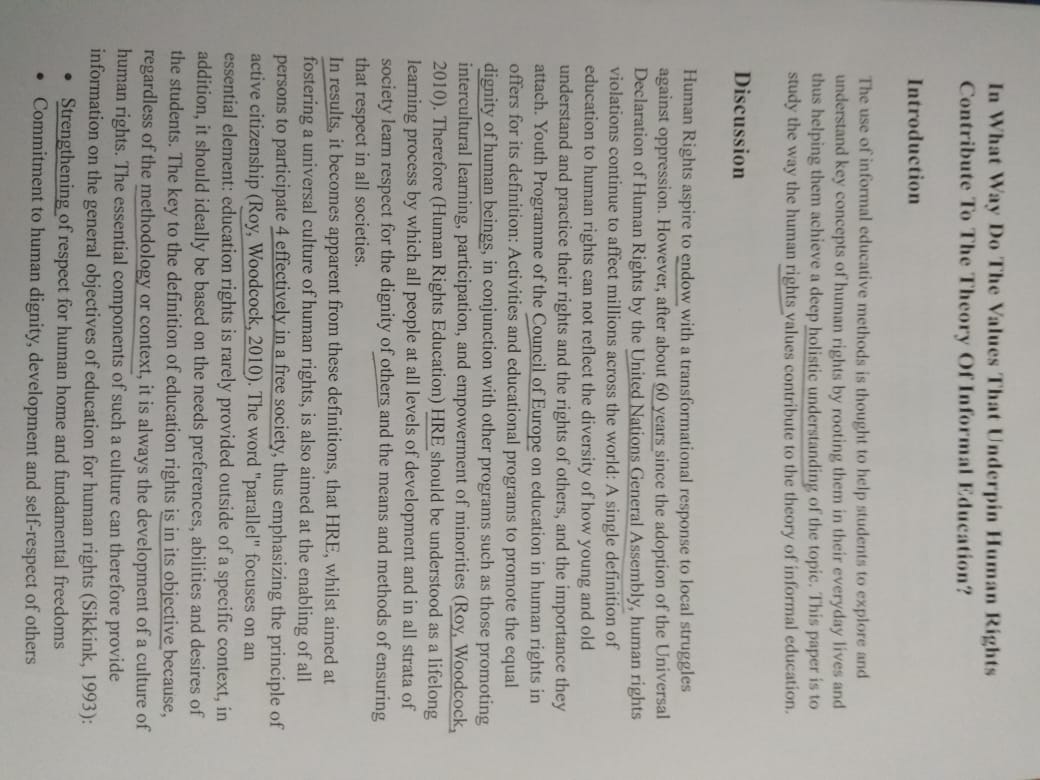 In What Way Do The Values That Underpin Human Rights
Contribute To The Theory Of Informal Education?
Introduction
The use of informal educative methods is thought to help students to explore and
understand key concepts of human rights by rooting them in their everyday lives and
thus helping them achieve a deep holistic understanding of the topic. This paper is to
study the way the human rights values contribute to the theory of informal education.
Discussion
Human Rights aspire to endow with a transformational response to local struggles
against oppression. However, after about 60 years since the adoption of the Universal
Declaration of Human Rights by the United Nations General Assembly, human rights
violations continue to affect millions across the world: A single definition of
education to human rights can not reflect the diversity of how young and old
understand and practice their rights and the rights of others, and the importance they
attach. Youth Programme of the Council of Europe on education in human rights in
offers for its definition: Activities and educational programs to promote the equal
dignity of human beings, in conjunction with other programs such as those promoting
intercultural learning, participation, and empowerment of minorities (Roy, Woodcock,
2010). Therefore (Human Rights Education) HRE should be understood as a lifelong
learning process by which all people at all levels of development and in all strata of
society learn respect for the dignity of others and the means and methods of ensuring
that respect in all societies.
In results, it becomes apparent from these definitions, that HRE, whilst aimed at
fostering a universal culture of human rights, is also aimed at the enabling of all
persons to participate 4 effectively in a free society, thus emphasizing the principle of
active citizenship (Roy, Woodcock, 2010). The word "parallel" focuses on an
essential element: education rights is rarely provided outside of a specific context, in
addition, it should ideally be based on the needs preferences, abilities and desires of
the students. The key to the definition of education rights is in its objective because,
regardless of the methodology or context, it is always the development of a culture of
human rights. The essential components of such a culture can therefore provide
information on the general objectives of education for human rights (Sikkink, 1993):
• Strengthening of respect for human home and fundamental freedoms
• Commitment to human dignity, development and self-respect of others